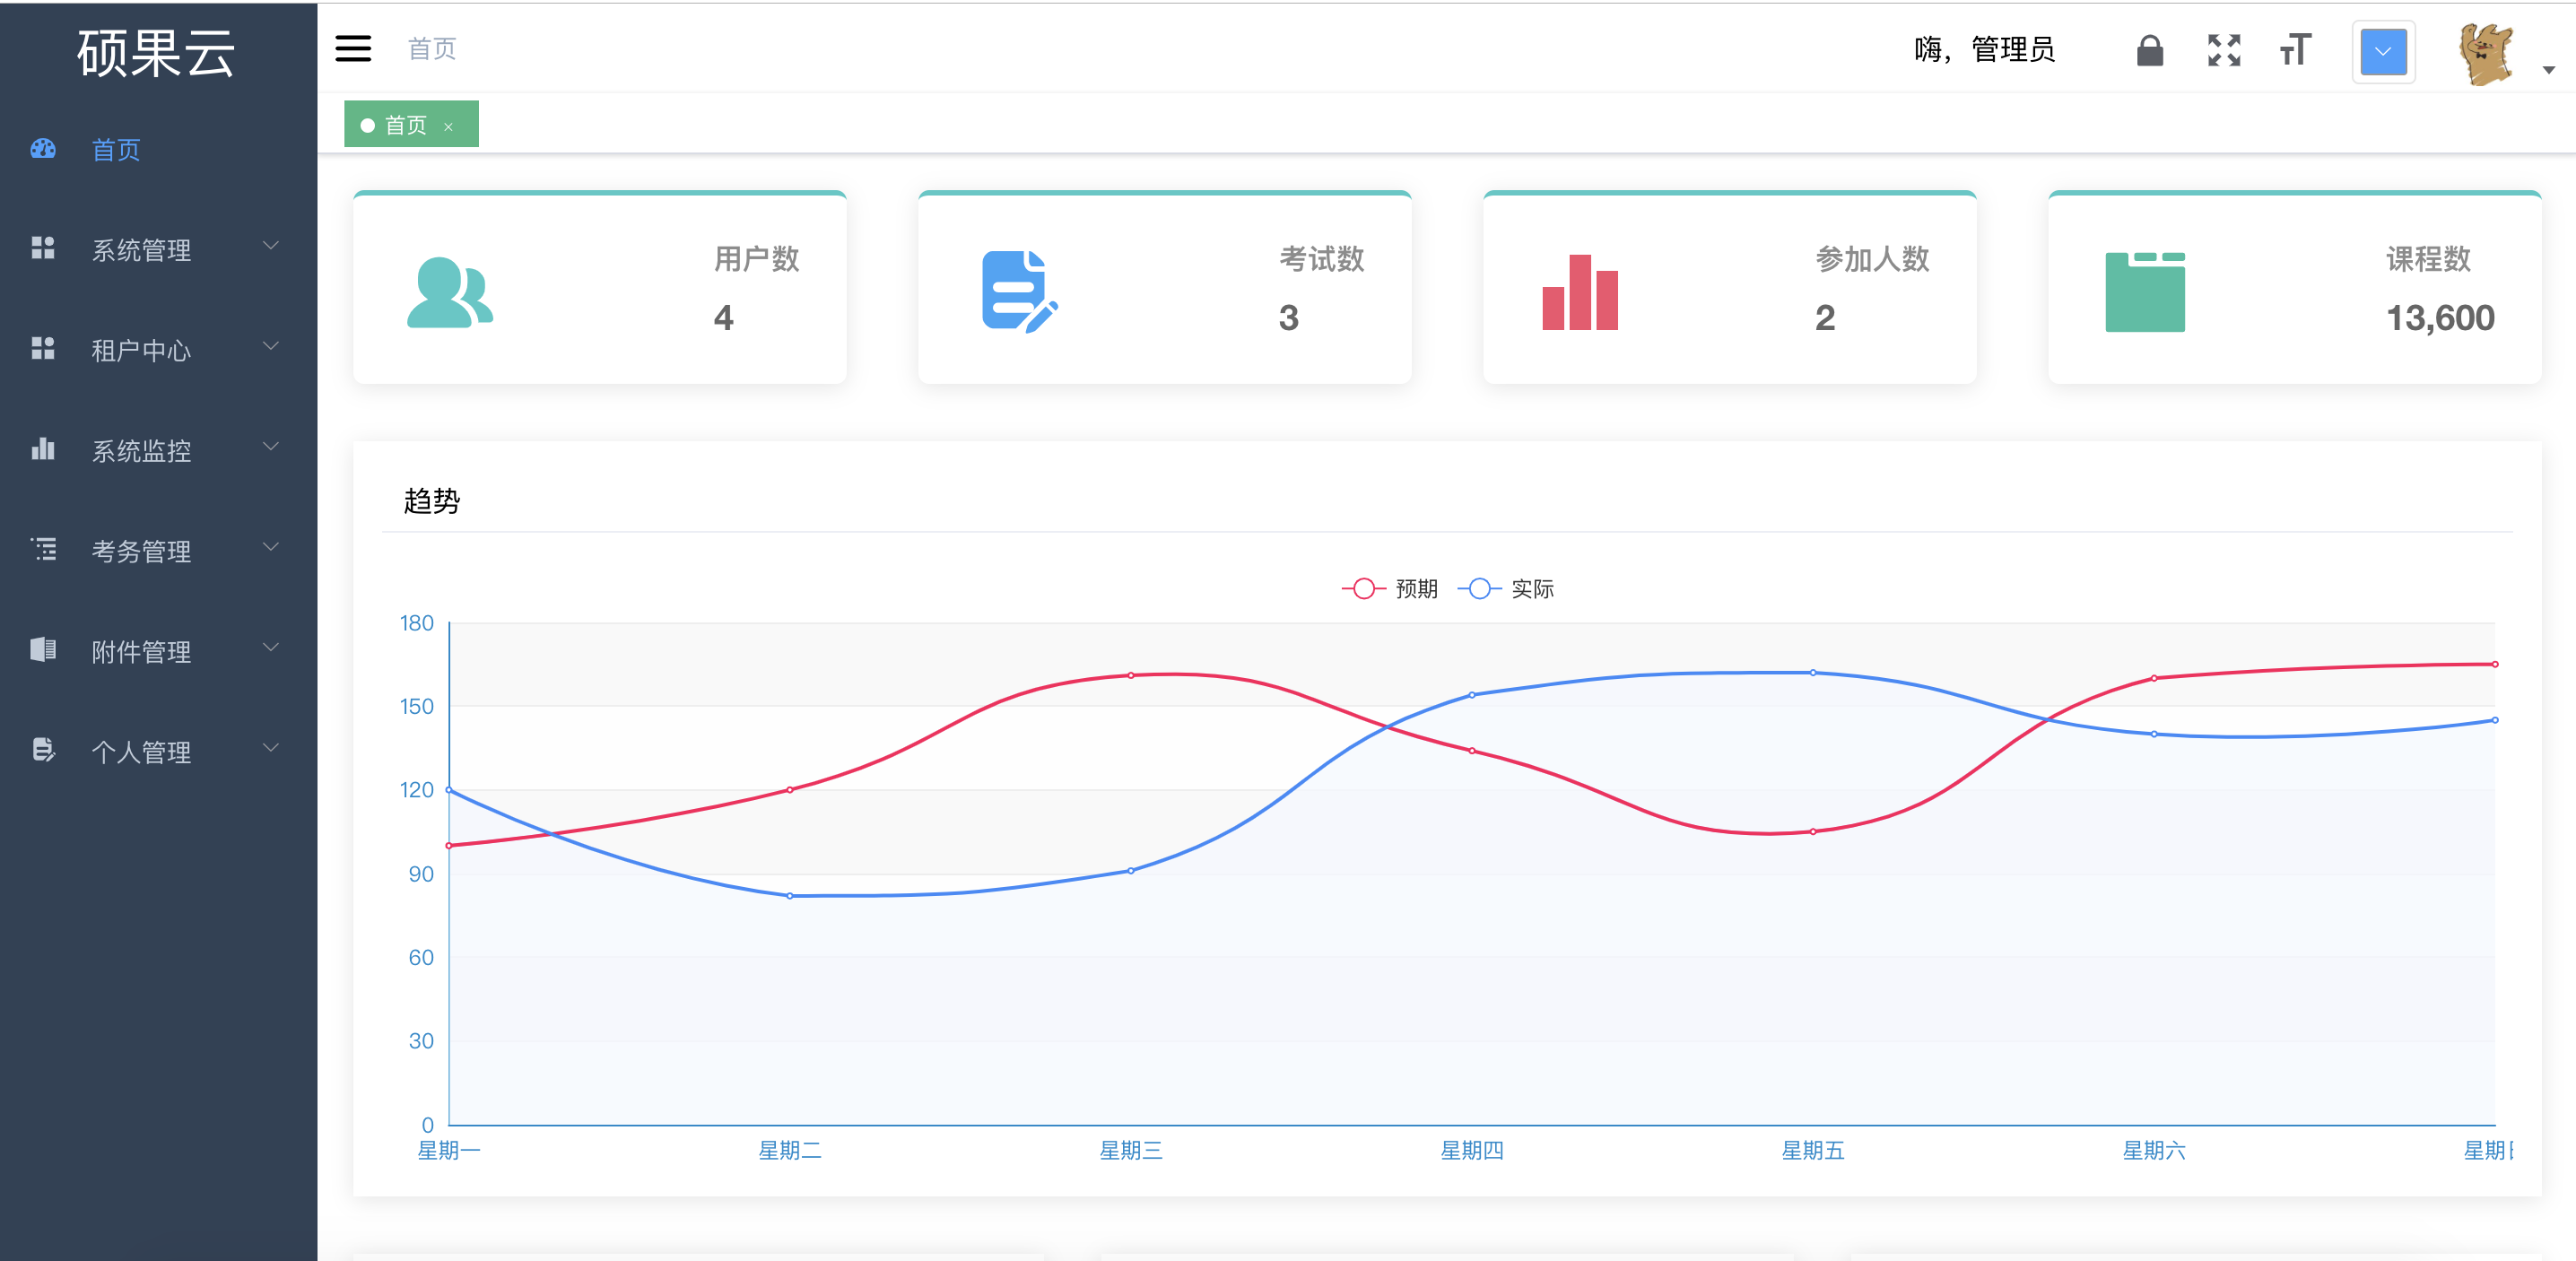 硕果云
首页
系统管理
租户中心
系统监控
考务管理
附件管理
个人管理
首页
嗨，管理员
首页 ×
用户数
4
考试数
3
参加人数
2
课程数
13,600
趋势
预期 实际
180
150
120
90
60
30
0
星期一 星期二 星期三 星期四 星期五 星期六 星期